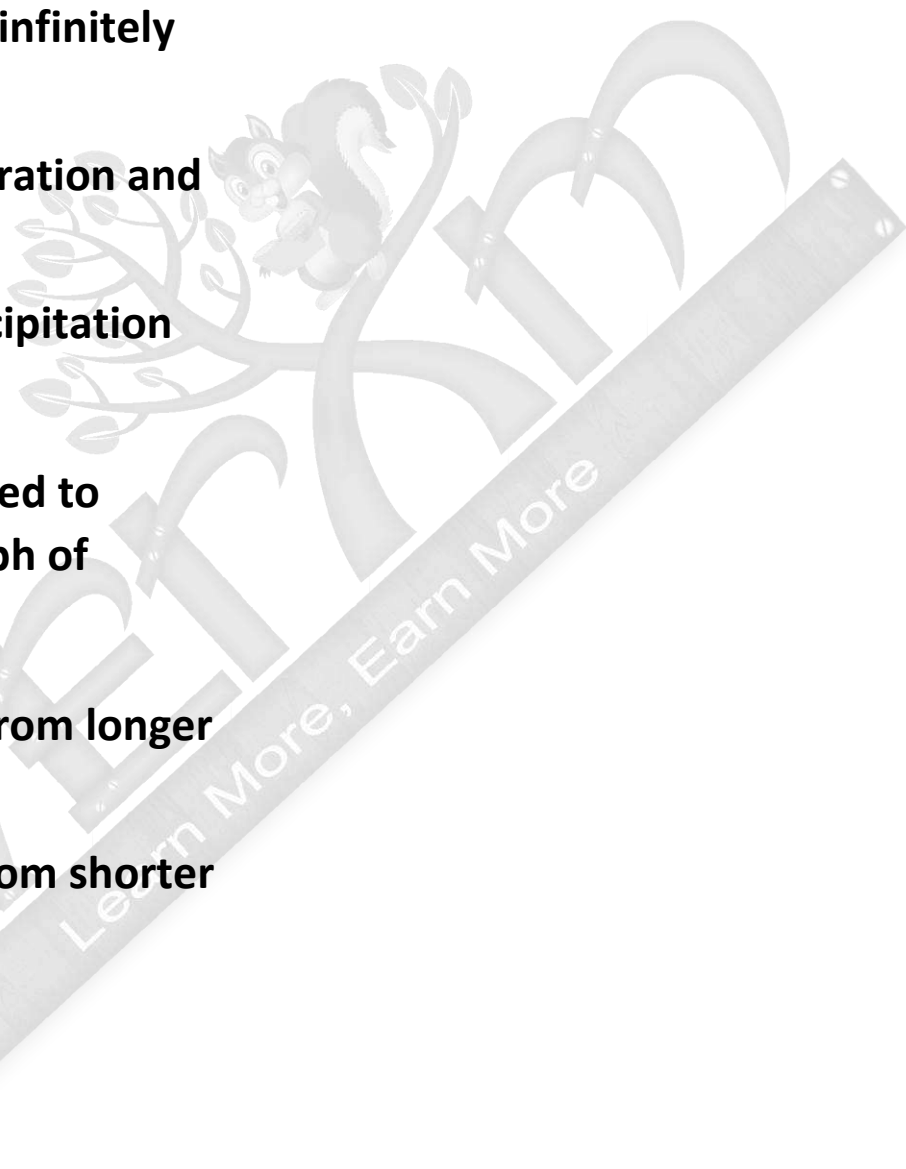 infinitely
ration and
cipitation
ed to
ph of
rom longer
om shorter
Learn More, Earn More